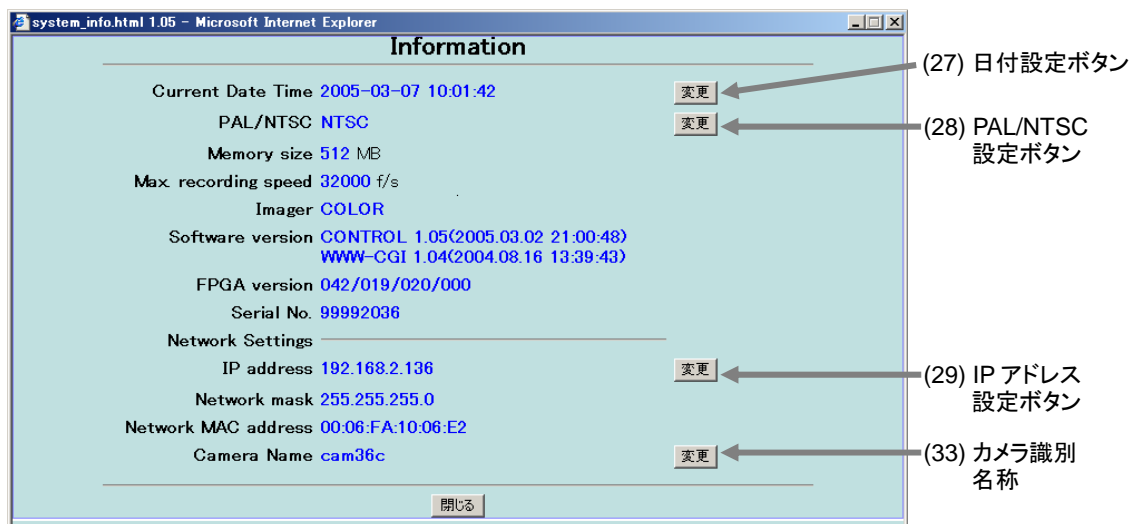 system_info.html 1.05 - Microsoft Internet Explorer
Information
Current Date Time 2005-03-07 10:01:42 変更
(27) 日付設定ボタン
PAL/NTSC NTSC 変更
(28) PAL/NTSC
設定ボタン
Memory size 512 MB
Max. recording speed 32000 f/s
Imager COLOR
Software version CONTROL 1.05(2005.03.02 21:00:48)
WWW-CGI 1.04(2004.08.16 13:39:43)
FPGA version 042/019/020/000
Serial No. 99992036
Network Settings
IP address 192.168.2.136 変更
(29) IP アドレス
設定ボタン
Network mask 255.255.255.0
Network MAC address 00:06:FA:10:06:E2
Camera Name cam36c 変更
(33) カメラ識別
名称
閉じる